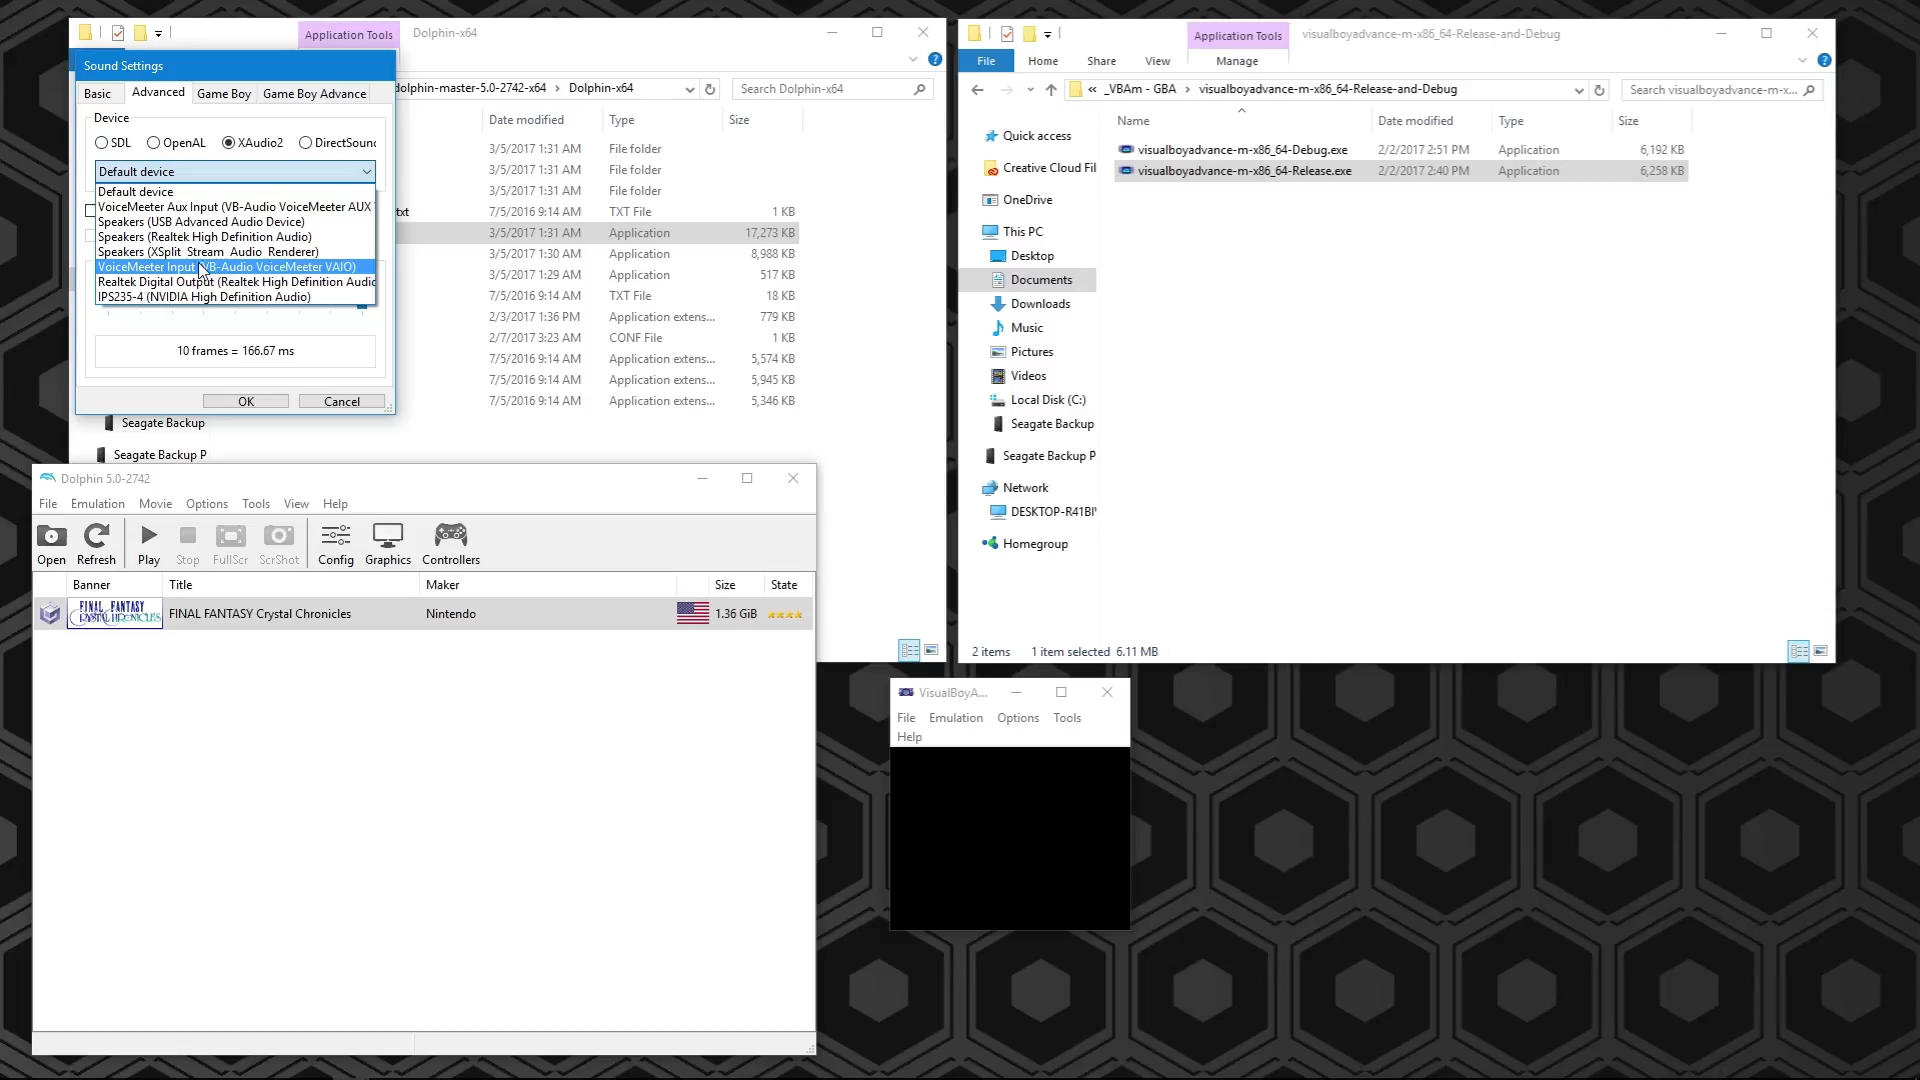 Application Tools
Dolphin-x64
Sound Settings
dolphin-master-5.0-2742-x64 > Dolphin-x64
Search Dolphin-x64
Basic
Advanced
Game Boy
Game Boy Advance
Device
SDL
OpenAL
XAudio2
DirectSound
Default device
Default device
VoiceMeeter Aux Input (VB-Audio VoiceMeeter AUX
Speakers (USB Advanced Audio Device)
Speakers (Realtek High Definition Audio)
Speakers (XSplit Stream Audio Renderer)
VoiceMeeter Input (VB-Audio VoiceMeeter VAIO)
Realtek Digital Output (Realtek High Definition Audio
IPS235-4 (NVIDIA High Definition Audio)
10 frames = 166.67 ms
OK
Cancel
Date modified Type Size
3/5/2017 1:31 AM File folder
3/5/2017 1:31 AM File folder
3/5/2017 1:31 AM File folder
txt 7/5/2016 9:14 AM TXT File 1 KB
3/5/2017 1:31 AM Application 17,273 KB
3/5/2017 1:30 AM Application 8,988 KB
3/5/2017 1:29 AM Application 517 KB
7/5/2016 9:14 AM TXT File 18 KB
2/3/2017 1:36 PM Application extens... 779 KB
2/7/2017 3:23 AM CONF File 1 KB
7/5/2016 9:14 AM Application extens... 5,574 KB
7/5/2016 9:14 AM Application extens... 5,945 KB
7/5/2016 9:14 AM Application extens... 5,346 KB
Seagate Backup
Seagate Backup P
Dolphin 5.0-2742
File Emulation Movie Options Tools View Help
Open Refresh Play Stop FullScr ScrShot Config Graphics Controllers
Banner Title Maker Size State
FINAL FANTASY
CRYSTAL CHRONICLES
FINAL FANTASY Crystal Chronicles Nintendo 1.36 GiB
Application Tools
visualboyadvance-m-x86_64-Release-and-Debug
File Home Share View Manage
« _VBAm - GBA > visualboyadvance-m-x86_64-Release-and-Debug
Search visualboyadvance-m-x...
Name Date modified Type Size
visualboyadvance-m-x86_64-Debug.exe 2/2/2017 2:51 PM Application 6,192 KB
visualboyadvance-m-x86_64-Release.exe 2/2/2017 2:40 PM Application 6,258 KB
Quick access
Creative Cloud Fil
OneDrive
This PC
Desktop
Documents
Downloads
Music
Pictures
Videos
Local Disk (C:)
Seagate Backup
Seagate Backup P
Network
DESKTOP-R41BI
Homegroup
2 items 1 item selected 6.11 MB
VisualBoyA...
File Emulation Options Tools
Help